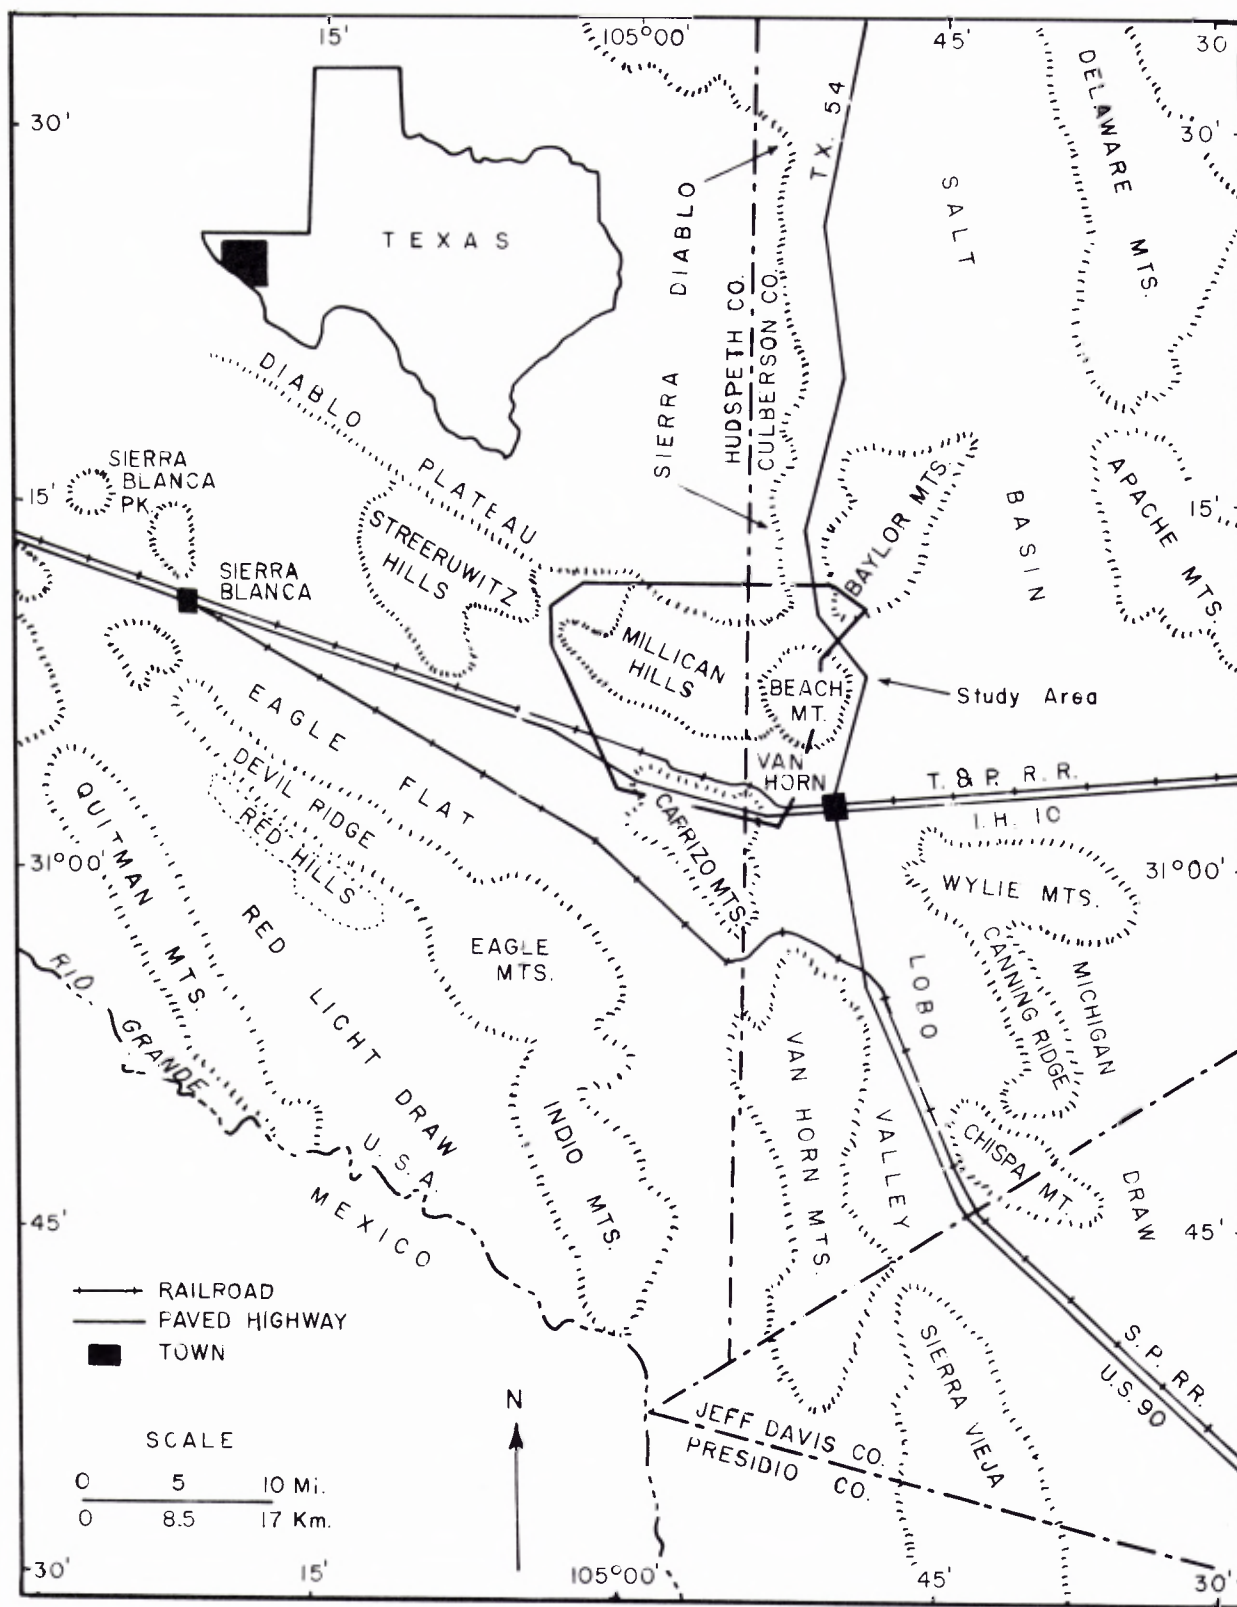 15'
105°00'
45'
30'
30'
30'
TEXAS
TX. 54
DELAWARE MTS.
SALT
BASIN
SIERRA DIABLO
HUDSPETH CO.
CULBERSON CO.
DIABLO PLATEAU
SIERRA
BLANCA
PK.
15'
15'
STREERUWITZ
HILLS
BAYLOR MTS.
APACHE MTS.
SIERRA
BLANCA
MILLICAN
HILLS
BEACH
MT.
Study Area
EAGLE FLAT
VAN
HORN
T. & P. R. R.
I. H. 10
DEVIL RIDGE
RED HILLS
QUITMAN MTS.
CARRIZO MTS.
31°00'
31°00'
WYLIE MTS.
EAGLE
MTS.
RED LIGHT DRAW
RIO GRANDE
LOBO VALLEY
CANNING RIDGE
MICHIGAN DRAW
VAN HORN MTS.
INDIO MTS.
CHISPA MT.
U. S. A.
MEXICO
45'
45'
RAILROAD
PAVED HIGHWAY
TOWN
SIERRA VIEJA
S. P. RR.
U.S. 90
N
JEFF DAVIS CO.
PRESIDIO CO.
SCALE
0 5 10 Mi.
0 8.5 17 Km.
30'
15'
105°00'
45'
30'